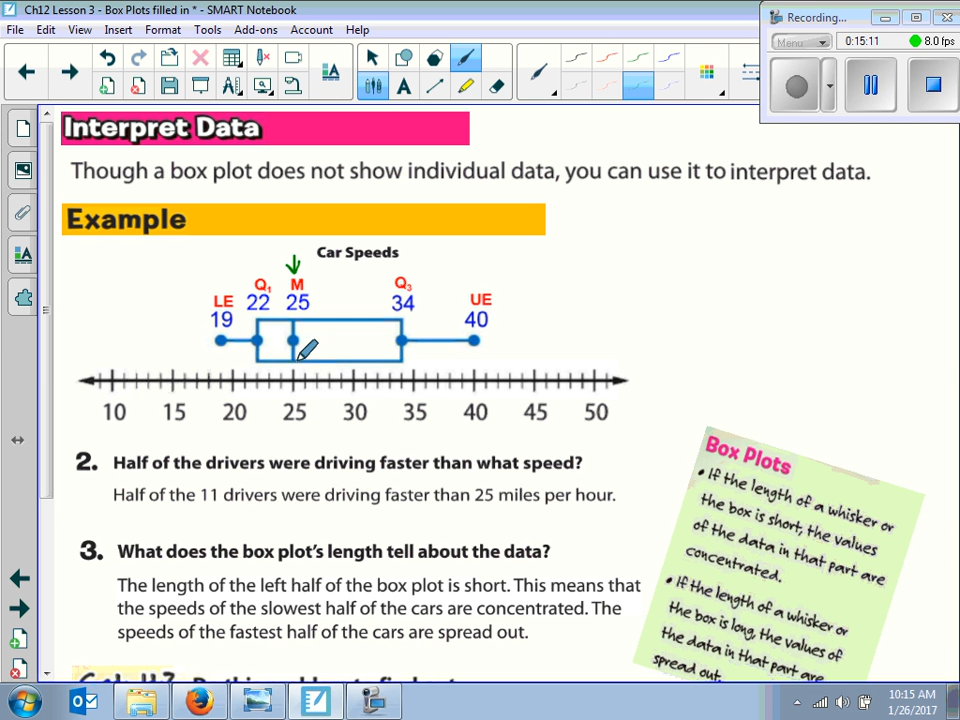 Ch12 Lesson 3 - Box Plots filled in * - SMART Notebook
File Edit View Insert Format Tools Add-ons Account Help
Recording...
Menu 0:15:11 8.0 fps
Interpret Data
Though a box plot does not show individual data, you can use it to interpret data.
Example
Car Speeds
LE Q1 M Q3 UE
19 22 25 34 40
10 15 20 25 30 35 40 45 50
2. Half of the drivers were driving faster than what speed?
Half of the 11 drivers were driving faster than 25 miles per hour.
3. What does the box plot's length tell about the data?
The length of the left half of the box plot is short. This means that
the speeds of the slowest half of the cars are concentrated. The
speeds of the fastest half of the cars are spread out.
Box Plots
• If the length of a whisker or
the box is short, the values
of the data in that part are
concentrated.
• If the length of a whisker or
the box is long, the values of
the data in that part are
spread out.
10:15 AM
1/26/2017